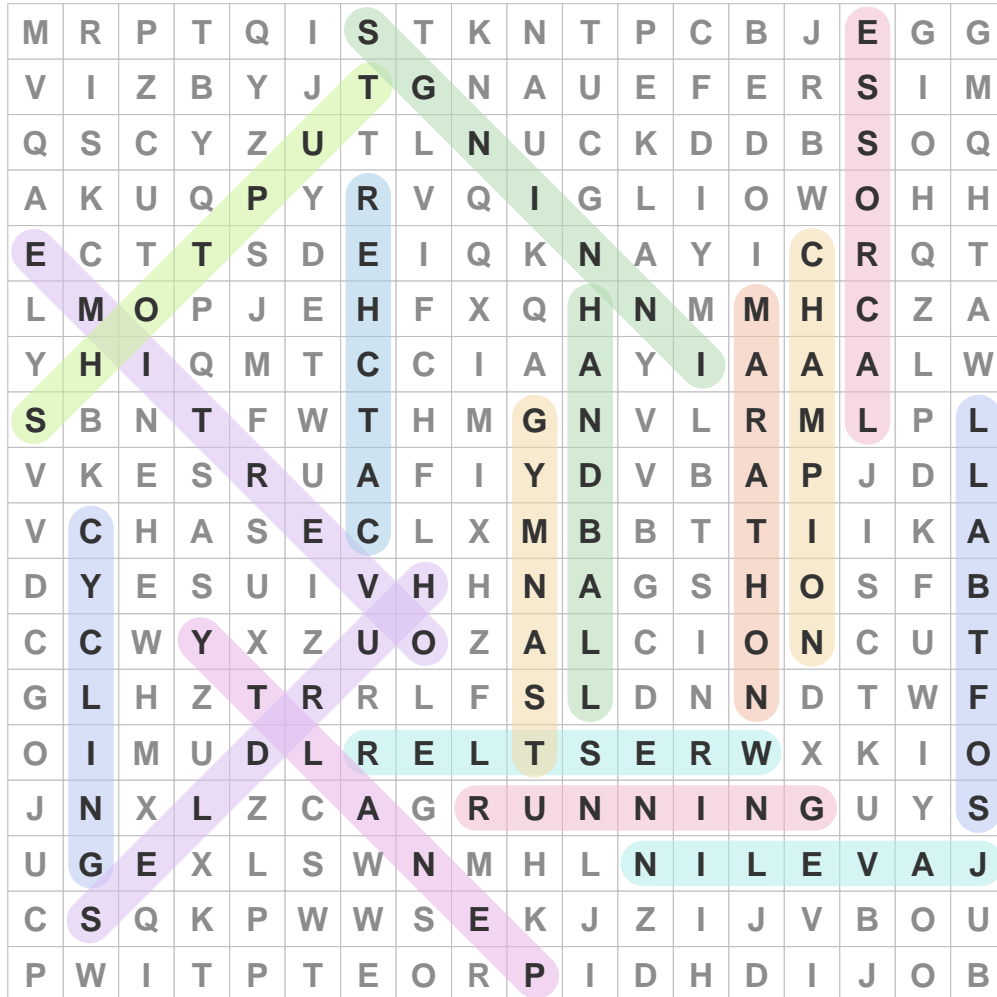 M R P T Q I S T K N T P C B J E G G
V I Z B Y J T G N A U E F E R S I M
Q S C Y Z U T L N U C K D D B S O Q
A K U Q P Y R V Q I G L I O W O H H
E C T T S D E I Q K N A Y I C R Q T
L M O P J E H F X Q H N M M H C Z A
Y H I Q M T C C I A A Y I A A A L W
S B N T F W T H M G N V L R M L P L
V K E S R U A F I Y D V B A P J D L
V C H A S E C L X M B B T T I I K A
D Y E S U I V H H N A G S H O S F B
C C W Y X Z U O Z A L C I O N C U T
G L H Z T R R L F S L D N N D T W F
O I M U D L R E L T S E R W X K I O
J N X L Z C A G R U N N I N G U Y S
U G E X L S W N M H L N I L E V A J
C S Q K P W W S E K J Z I J V B O U
P W I T P T E O R P I D H D I J O B